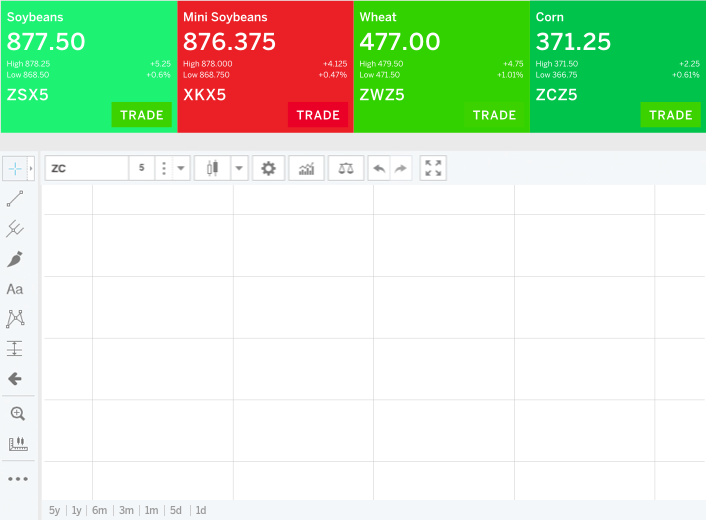 Soybeans
877.50
High 878.25 +5.25
Low 868.50 +0.6%
ZSX5
TRADE
Mini Soybeans
876.375
High 878.000 +4.125
Low 868.750 +0.47%
XKX5
TRADE
Wheat
477.00
High 479.50 +4.75
Low 471.50 +1.01%
ZWZ5
TRADE
Corn
371.25
High 371.50 +2.25
Low 366.75 +0.61%
ZCZ5
TRADE
ZC 5
Aa
5y 1y 6m 3m 1m 5d 1d